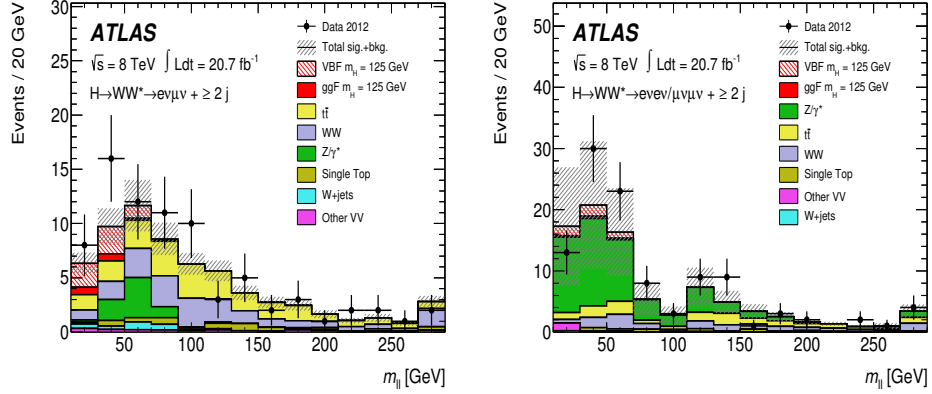 Events / 20 GeV
30
25
20
15
10
5
0
ATLAS
√s = 8 TeV ∫ Ldt = 20.7 fb⁻¹
H→WW*→eνμν + ≥ 2 j
Data 2012
Total sig.+bkg.
VBF m_H = 125 GeV
ggF m_H = 125 GeV
tt̄
WW
Z/γ*
Single Top
W+jets
Other VV
50 100 150 200 250
m_ll [GeV]
Events / 20 GeV
50
40
30
20
10
0
ATLAS
√s = 8 TeV ∫ Ldt = 20.7 fb⁻¹
H→WW*→eνeν/μνμν + ≥ 2 j
Data 2012
Total sig.+bkg.
VBF m_H = 125 GeV
ggF m_H = 125 GeV
Z/γ*
tt̄
WW
Single Top
Other VV
W+jets
50 100 150 200 250
m_ll [GeV]